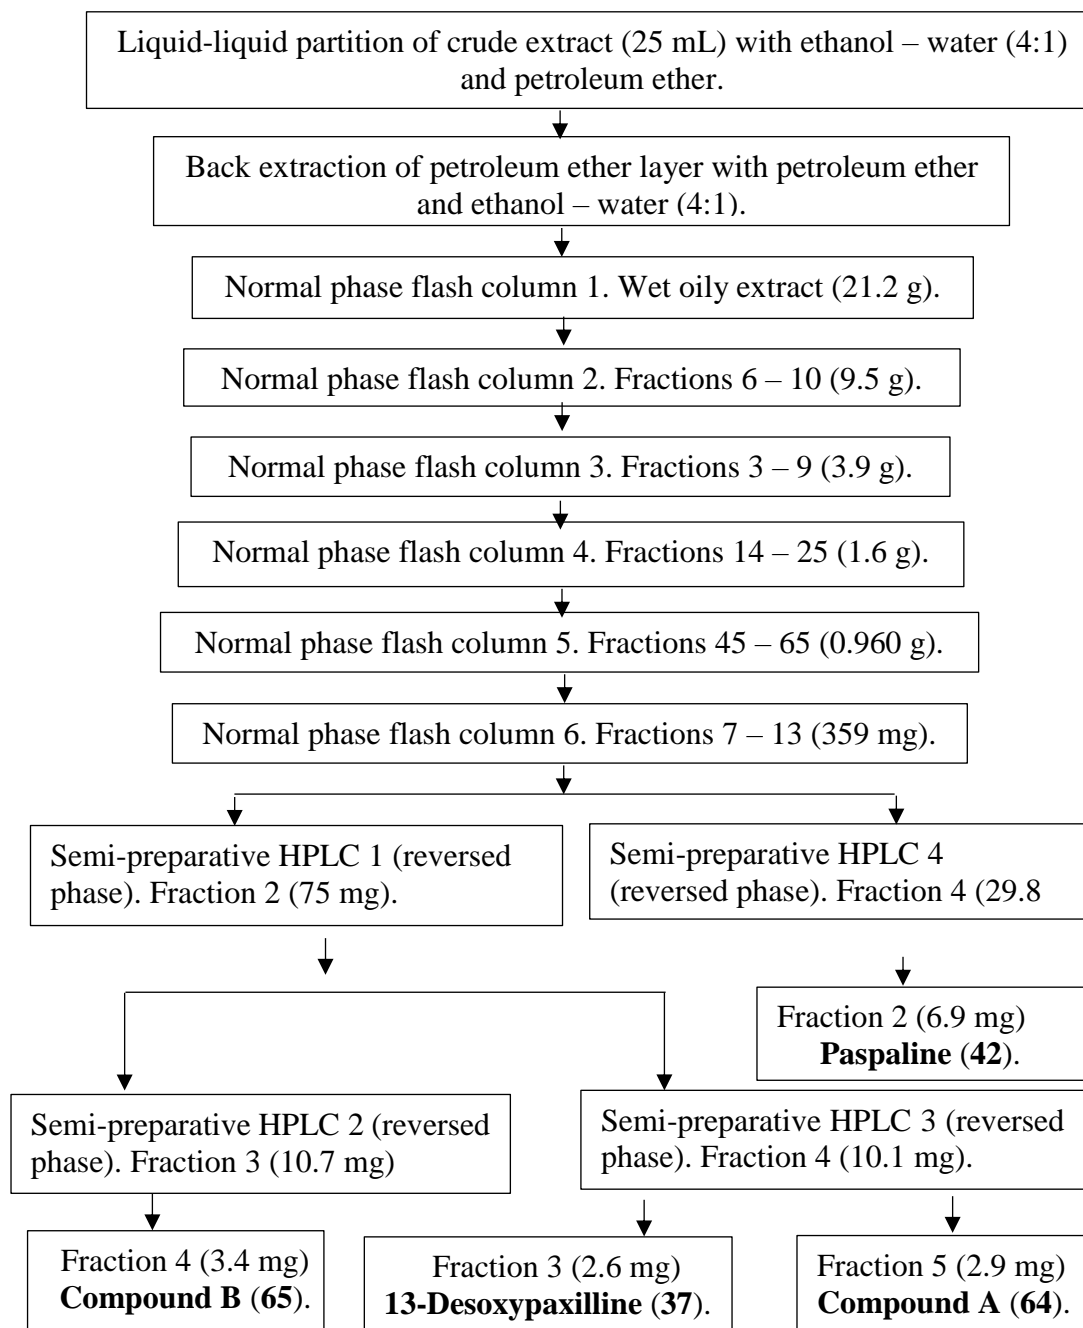 Liquid-liquid partition of crude extract (25 mL) with ethanol – water (4:1)
and petroleum ether.
Back extraction of petroleum ether layer with petroleum ether
and ethanol – water (4:1).
Normal phase flash column 1. Wet oily extract (21.2 g).
Normal phase flash column 2. Fractions 6 – 10 (9.5 g).
Normal phase flash column 3. Fractions 3 – 9 (3.9 g).
Normal phase flash column 4. Fractions 14 – 25 (1.6 g).
Normal phase flash column 5. Fractions 45 – 65 (0.960 g).
Normal phase flash column 6. Fractions 7 – 13 (359 mg).
Semi-preparative HPLC 1 (reversed
phase). Fraction 2 (75 mg).
Semi-preparative HPLC 4
(reversed phase). Fraction 4 (29.8
Fraction 2 (6.9 mg)
Paspaline (42).
Semi-preparative HPLC 2 (reversed
phase). Fraction 3 (10.7 mg)
Semi-preparative HPLC 3 (reversed
phase). Fraction 4 (10.1 mg).
Fraction 4 (3.4 mg)
Compound B (65).
Fraction 3 (2.6 mg)
13-Desoxypaxilline (37).
Fraction 5 (2.9 mg)
Compound A (64).